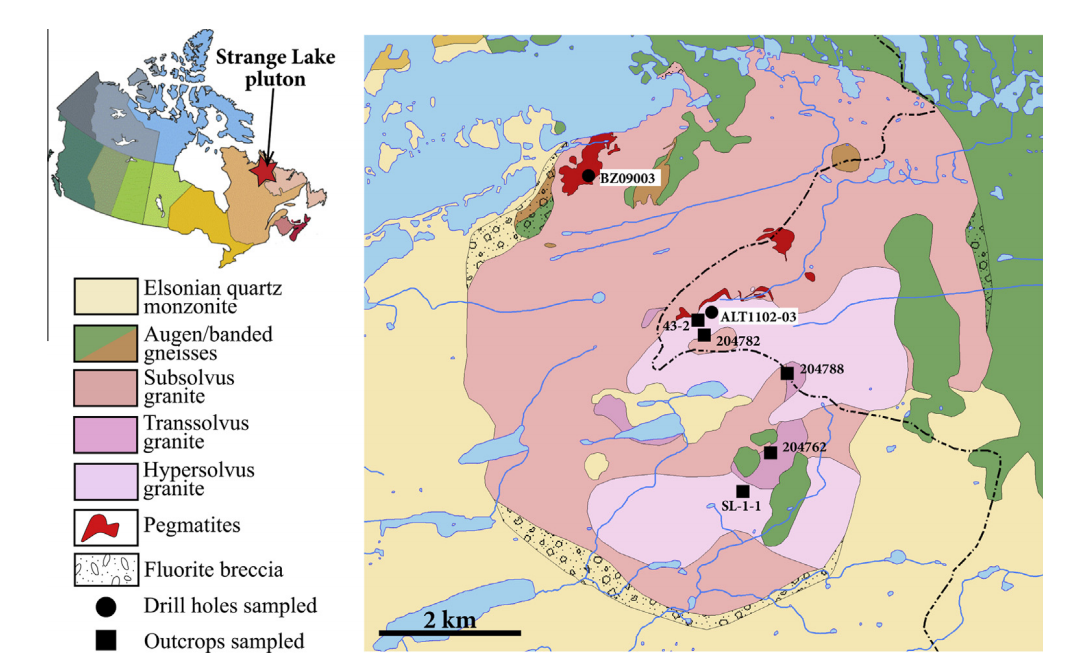 Strange Lake
pluton
Elsonian quartz
monzonite
Augen/banded
gneisses
Subsolvus
granite
Transsolvus
granite
Hypersolvus
granite
Pegmatites
Fluorite breccia
Drill holes sampled
Outcrops sampled
BZ09003
ALT1102-03
43-2
204782
204788
204762
SL-1-1
2 km